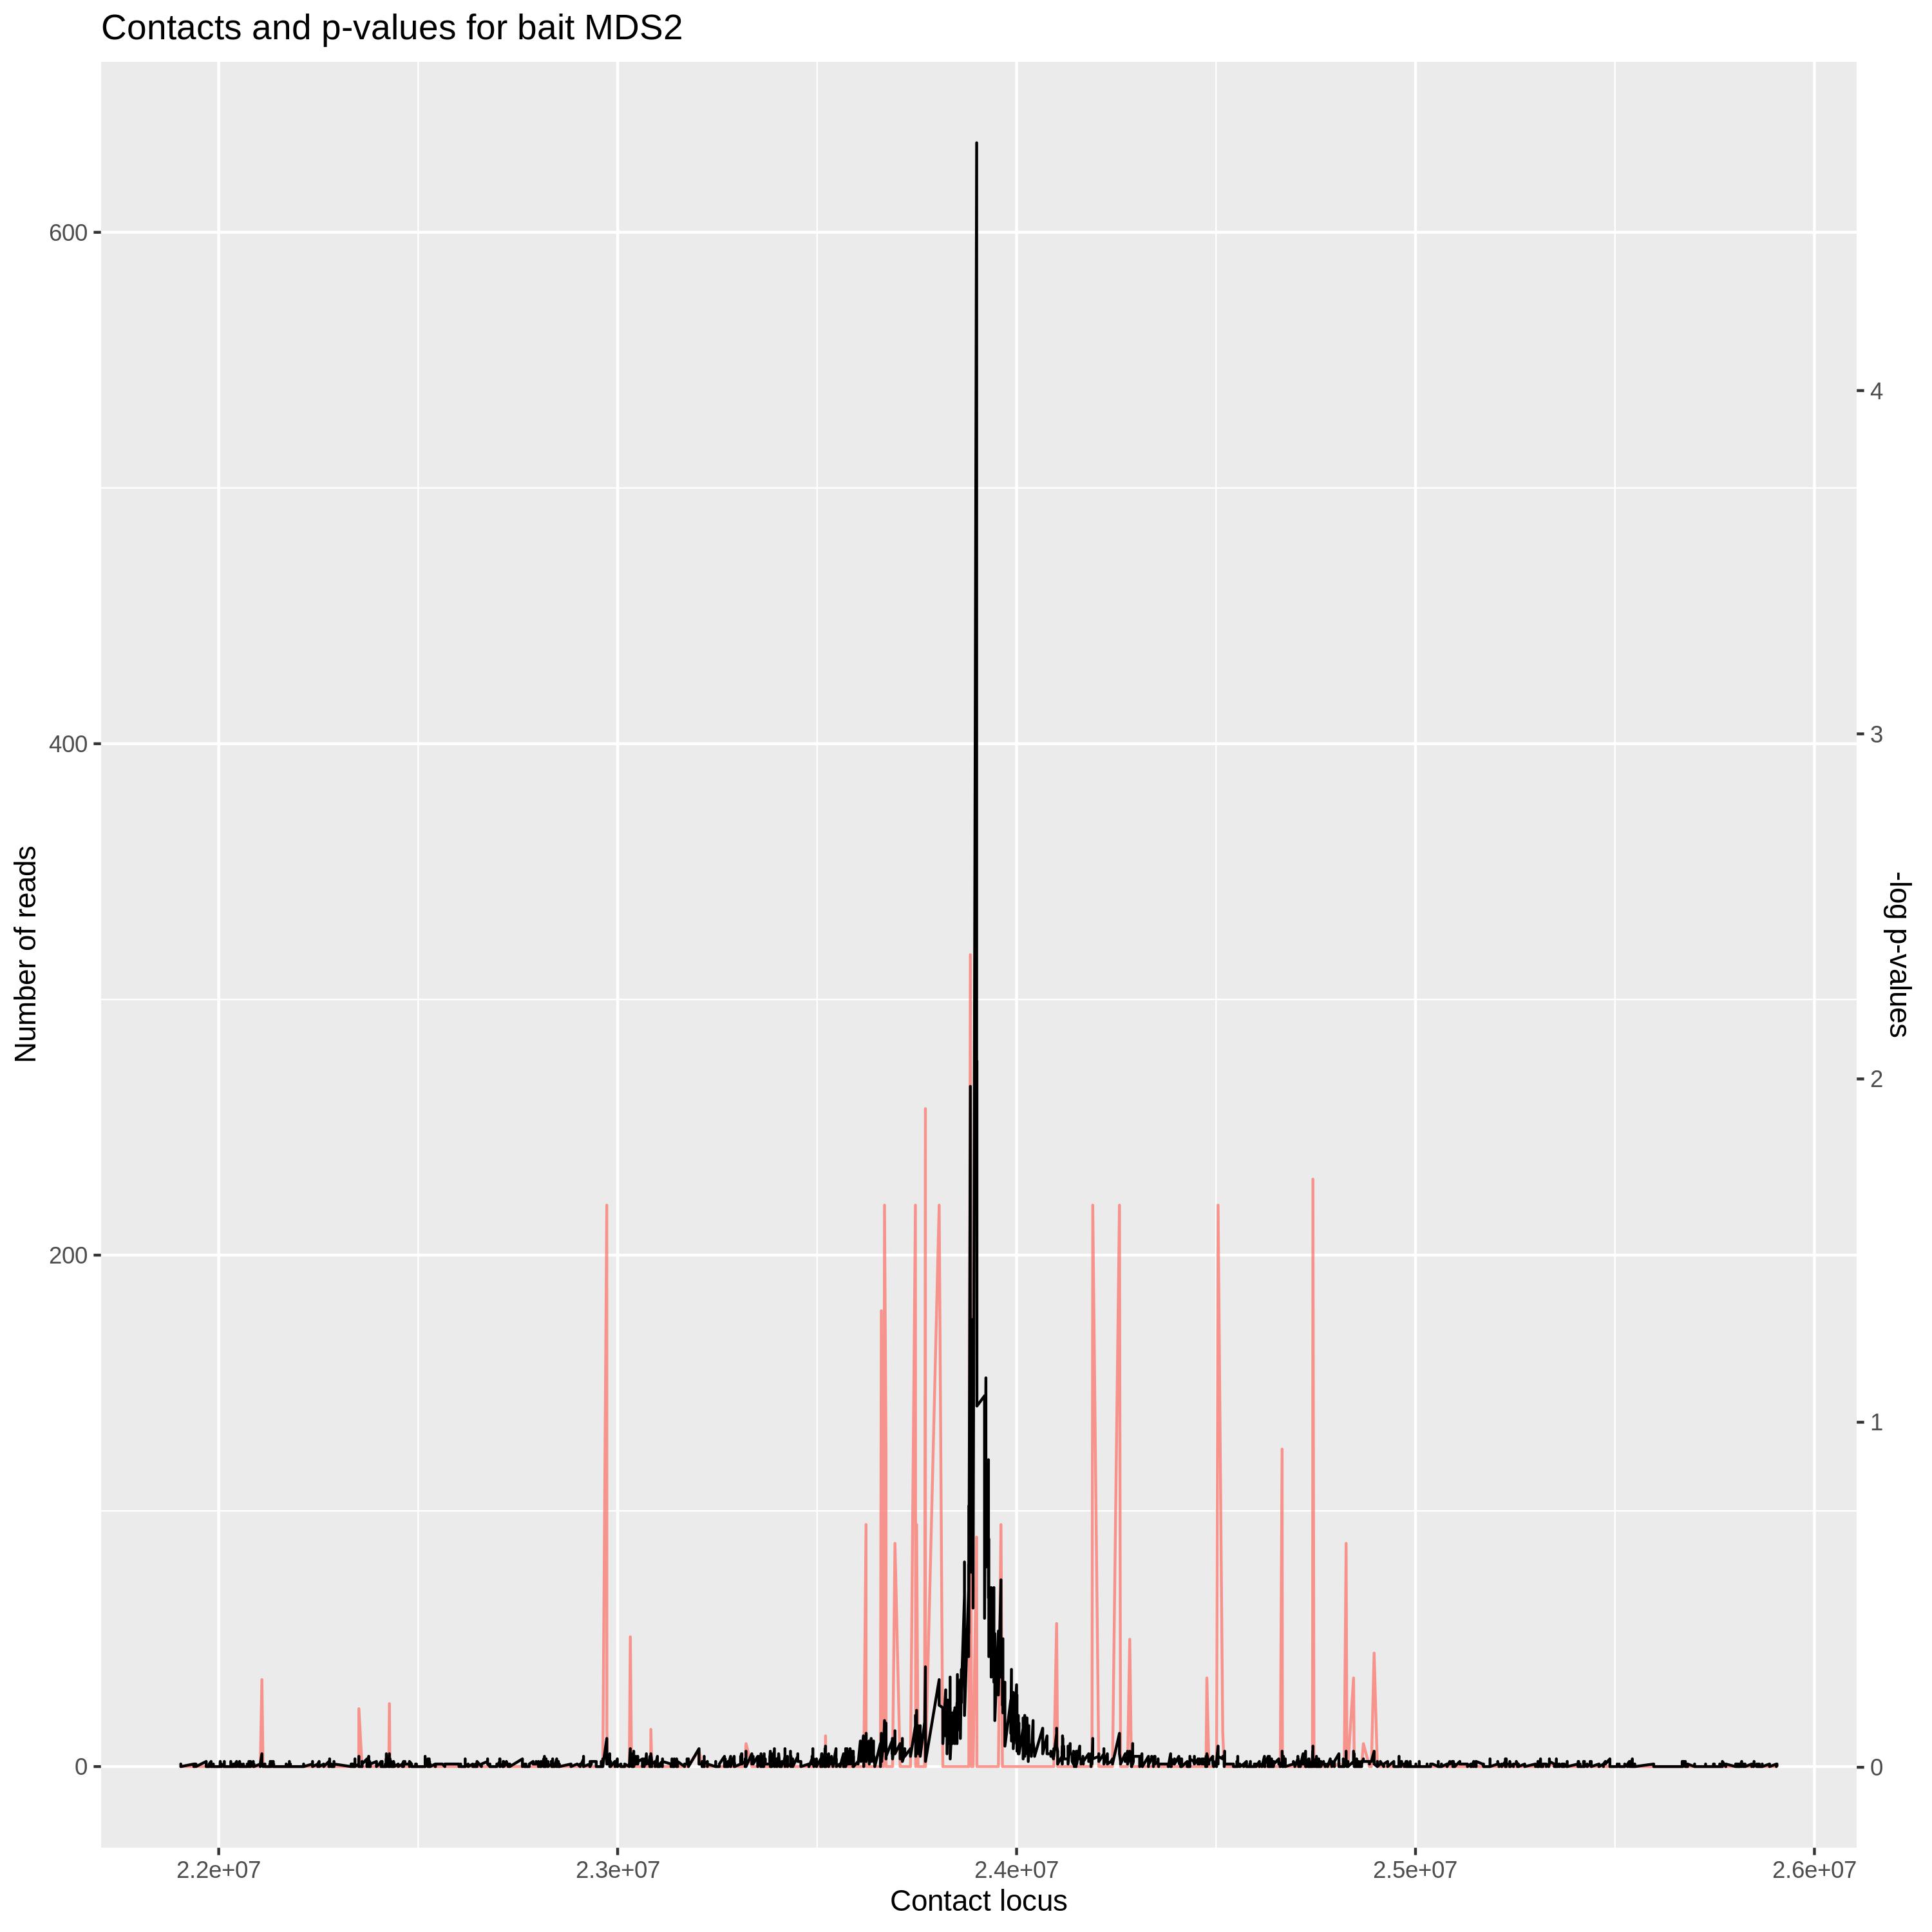 Contacts and p-values for bait MDS2
600
400
200
0
4
3
2
1
0
Number of reads
-log p-values
2.2e+07 2.3e+07 2.4e+07 2.5e+07 2.6e+07
Contact locus